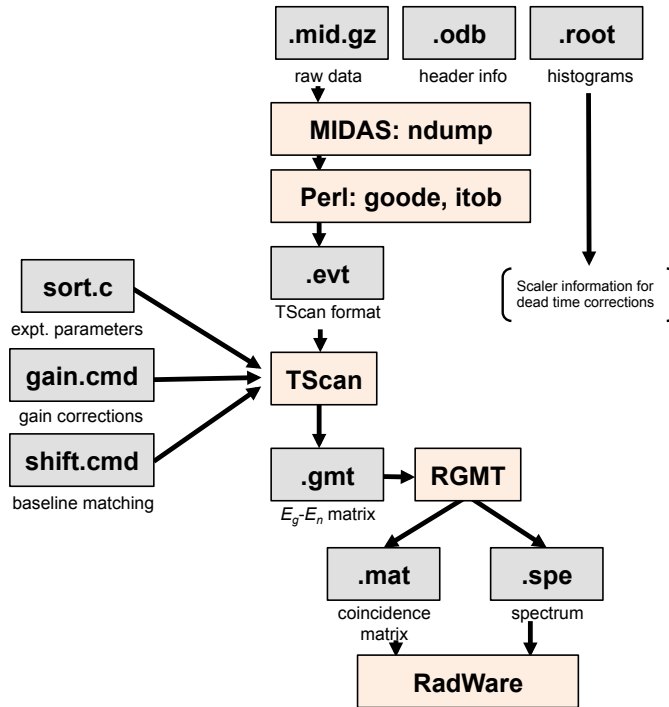 .mid.gz
.odb
.root
raw data
header info
histograms
MIDAS: ndump
Perl: goode, itob
.evt
TScan format
Scaler information for
dead time corrections
sort.c
expt. parameters
gain.cmd
gain corrections
shift.cmd
baseline matching
TScan
.gmt
Eg-En matrix
RGMT
.mat
coincidence
matrix
.spe
spectrum
RadWare